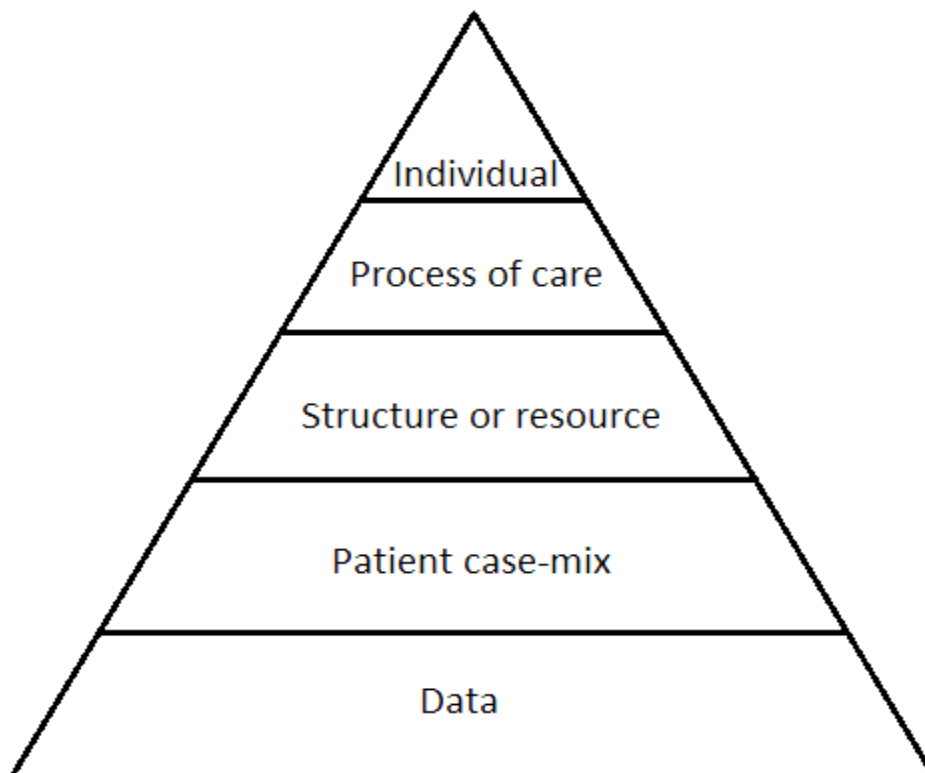 Individual
Process of care
Structure or resource
Patient case-mix
Data